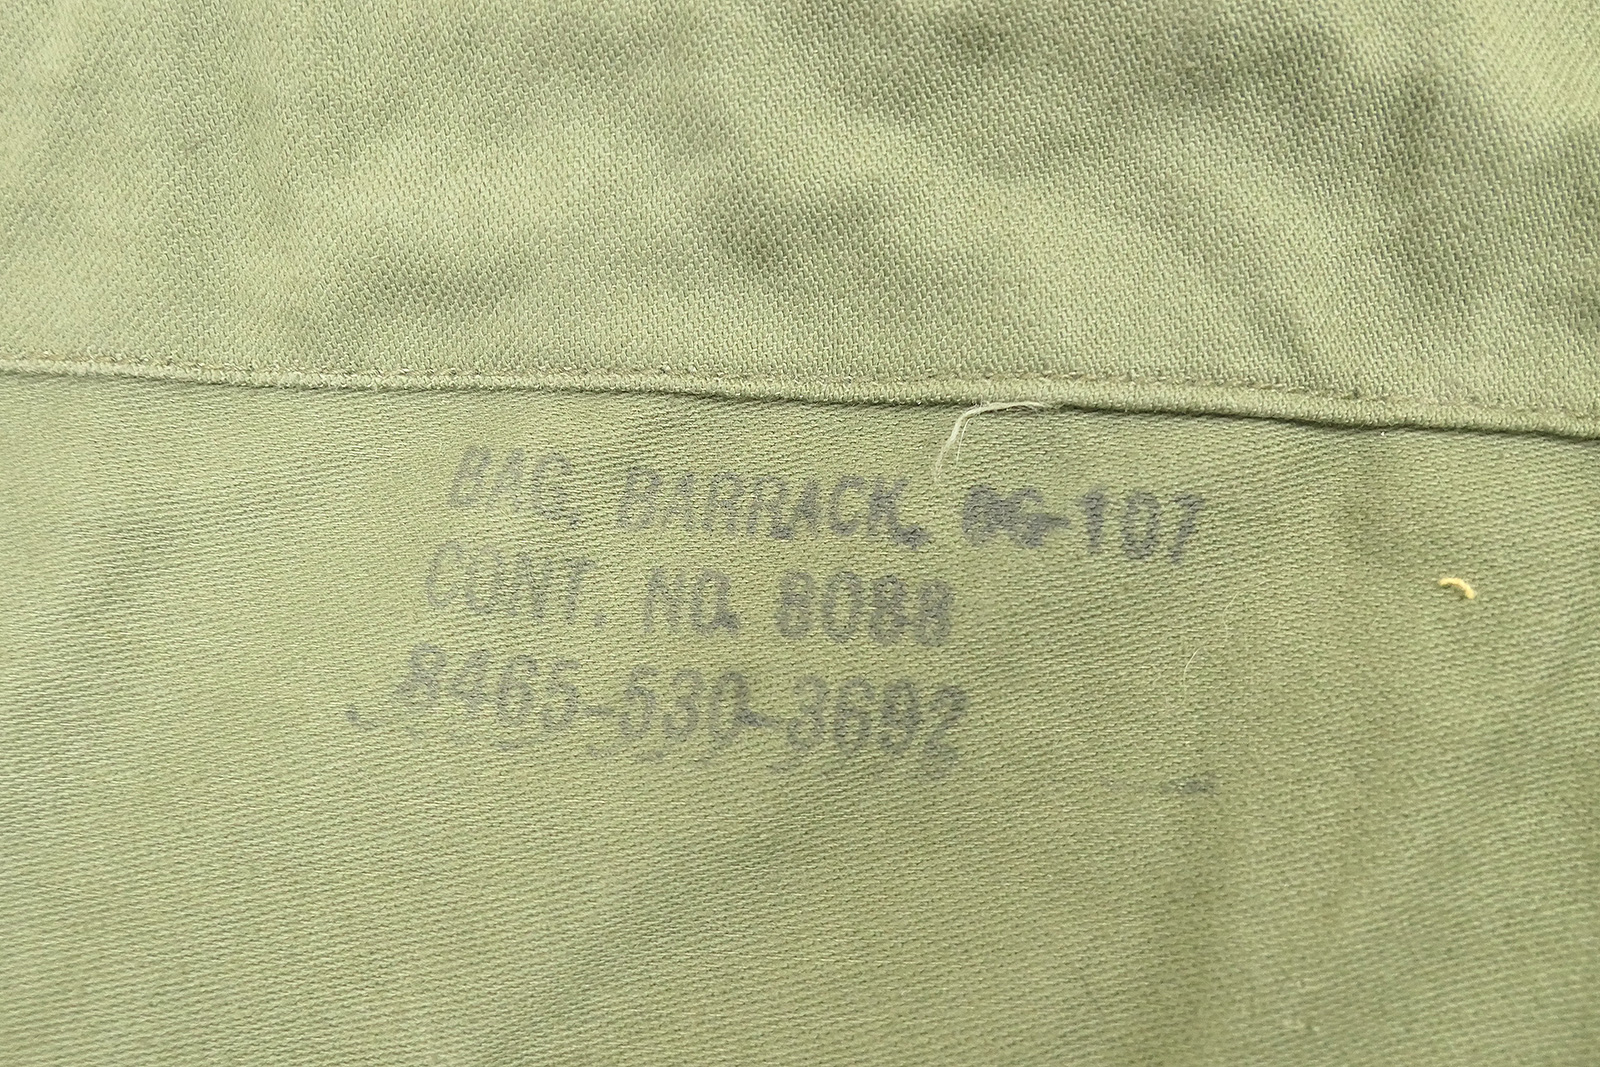 BAG, BARRACK, OG-107
CONT. NO. 8088
8465-530-3692